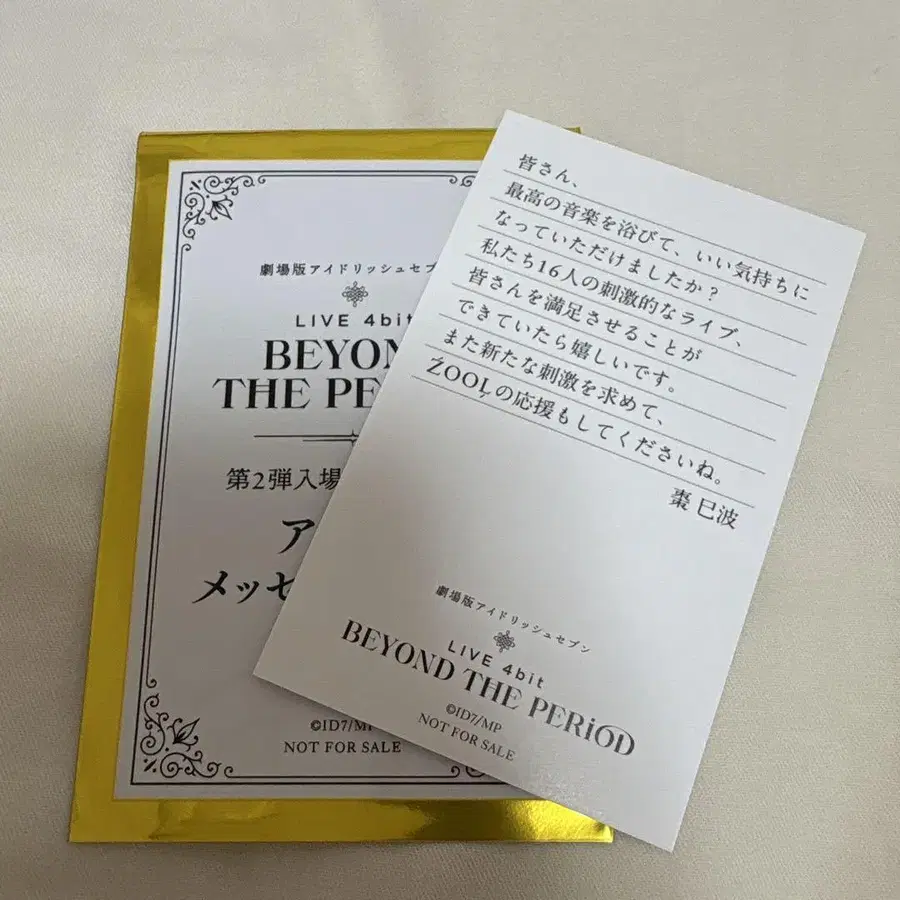 劇場版アイドリッシュセブ
LIVE 4bit
BEYON
THE PE
第2弾入場
ア
メッセ
©ID7/MP
NOT FOR SALE
皆さん、
最高の音楽を浴びて、いい気持ちに
なっていただけましたか?
私たち16人の刺激的なライブ、
皆さんを満足させることが
できていたら嬉しいです。
また新たな刺激を求めて、
ŹOOĻの応援もしてくださいね。
棗 巳波
劇場版アイドリッシュセブン
LIVE 4bit
BEYOND THE PERiOD
©ID7/MP
NOT FOR SALE